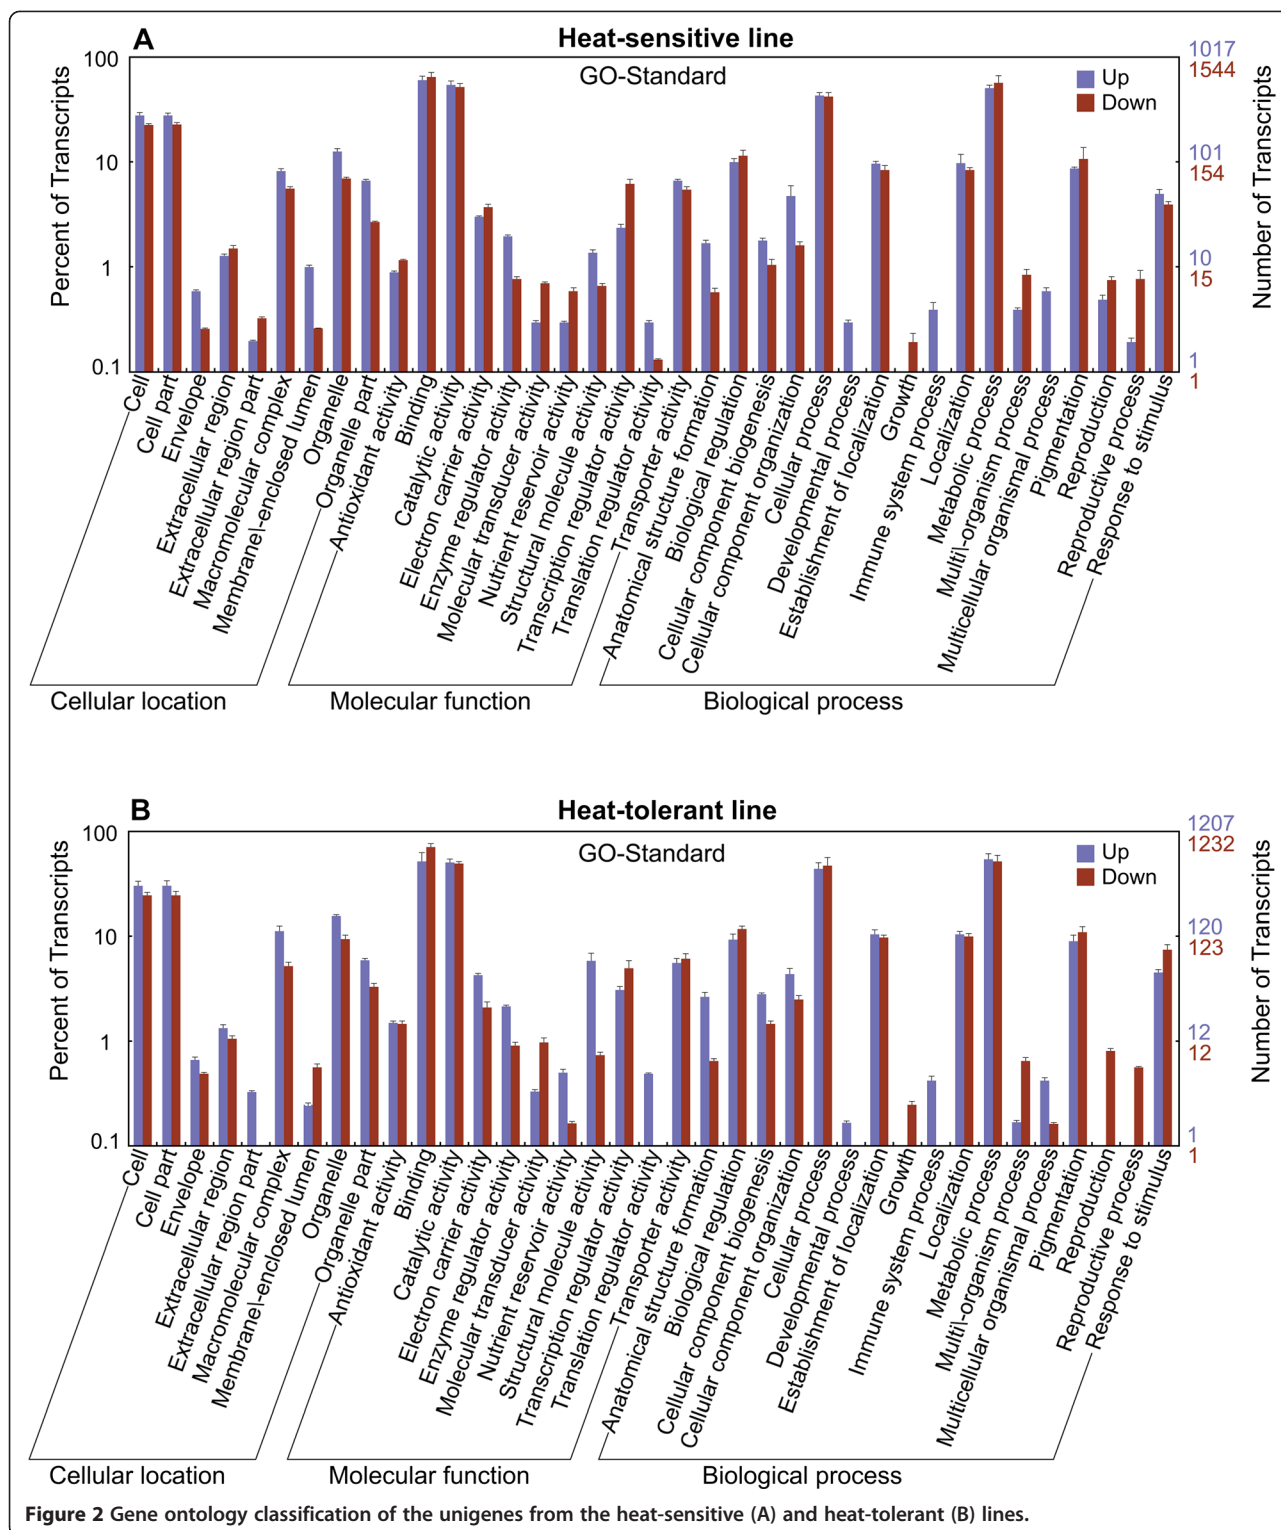 A
Heat-sensitive line
GO-Standard
Up
Down
Percent of Transcripts
100
10
1
0.1
Number of Transcripts
1017
1544
101
154
10
15
1
1
Cell
Cell part
Envelope
Extracellular region
Extracellular region part
Macromolecular complex
Membrane\-enclosed lumen
Organelle
Organelle part
Antioxidant activity
Binding
Catalytic activity
Electron carrier activity
Enzyme regulator activity
Molecular transducer activity
Nutrient reservoir activity
Structural molecule activity
Transcription regulator activity
Translation regulator activity
Transporter activity
Anatomical structure formation
Biological regulation
Cellular component biogenesis
Cellular component organization
Cellular process
Developmental process
Establishment of localization
Growth
Immune system process
Localization
Metabolic process
Multi\-organism process
Multicellular organismal process
Pigmentation
Reproduction
Reproductive process
Response to stimulus
Cellular location
Molecular function
Biological process
B
Heat-tolerant line
GO-Standard
Up
Down
Percent of Transcripts
100
10
1
0.1
Number of Transcripts
1207
1232
120
123
12
12
1
1
Cell
Cell part
Envelope
Extracellular region
Extracellular region part
Macromolecular complex
Membrane\-enclosed lumen
Organelle
Organelle part
Antioxidant activity
Binding
Catalytic activity
Electron carrier activity
Enzyme regulator activity
Molecular transducer activity
Nutrient reservoir activity
Structural molecule activity
Transcription regulator activity
Translation regulator activity
Transporter activity
Anatomical structure formation
Biological regulation
Cellular component biogenesis
Cellular component organization
Cellular process
Developmental process
Establishment of localization
Growth
Immune system process
Localization
Metabolic process
Multi\-organism process
Multicellular organismal process
Pigmentation
Reproduction
Reproductive process
Response to stimulus
Cellular location
Molecular function
Biological process
Figure 2 Gene ontology classification of the unigenes from the heat-sensitive (A) and heat-tolerant (B) lines.